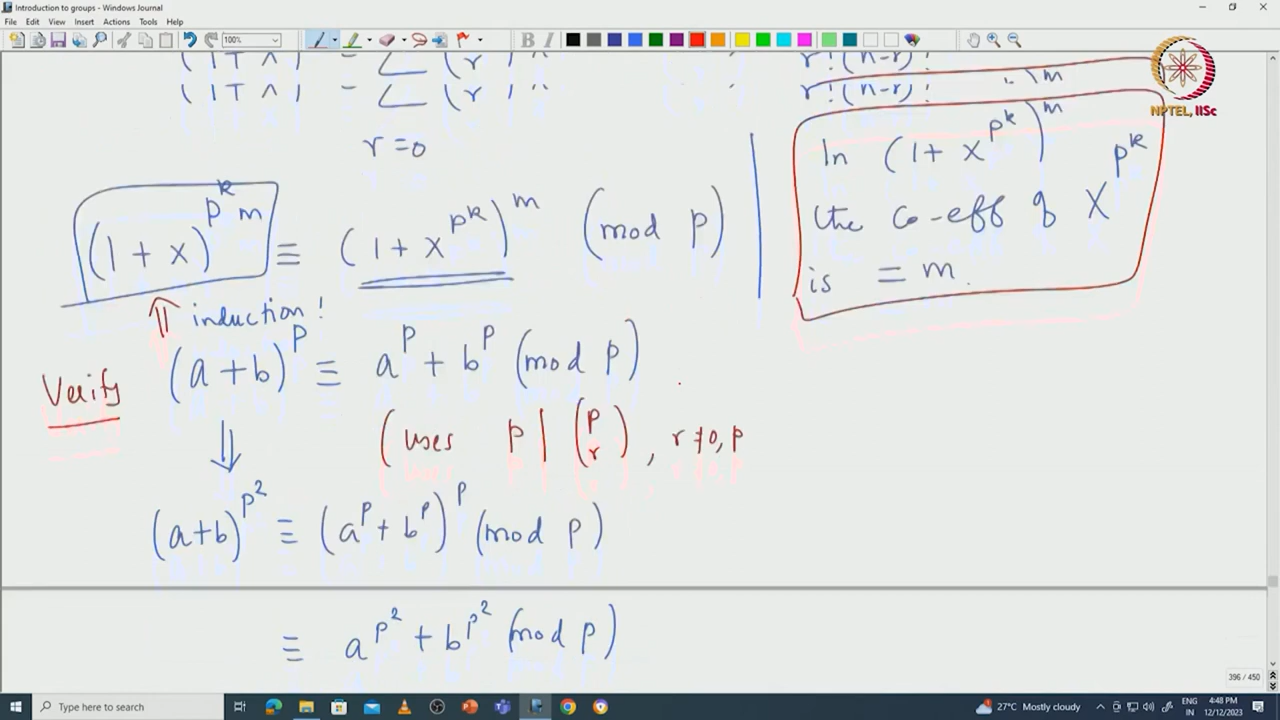 Introduction to groups - Windows Journal
File Edit View Insert Actions Tools Help
100%
B I
NPTEL, IISc
r!(n-r)!
r!(n-r)!
r=0
(1+x)^{p^k m} ≡ (1+x^{p^k})^m (mod p)
In (1+x^{p^k})^m
the co-eff of X^{p^k}
is = m
⇑ induction!
Verify (a+b)^p ≡ a^p + b^p (mod p)
(uses p | (p r), r≠0,p
⇓
(a+b)^{p^2} ≡ (a^p + b^p)^p (mod p)
≡ a^{p^2} + b^{p^2} (mod p)
396 / 450
Type here to search
27°C Mostly cloudy
ENG
IN
4:48 PM
12/12/2023